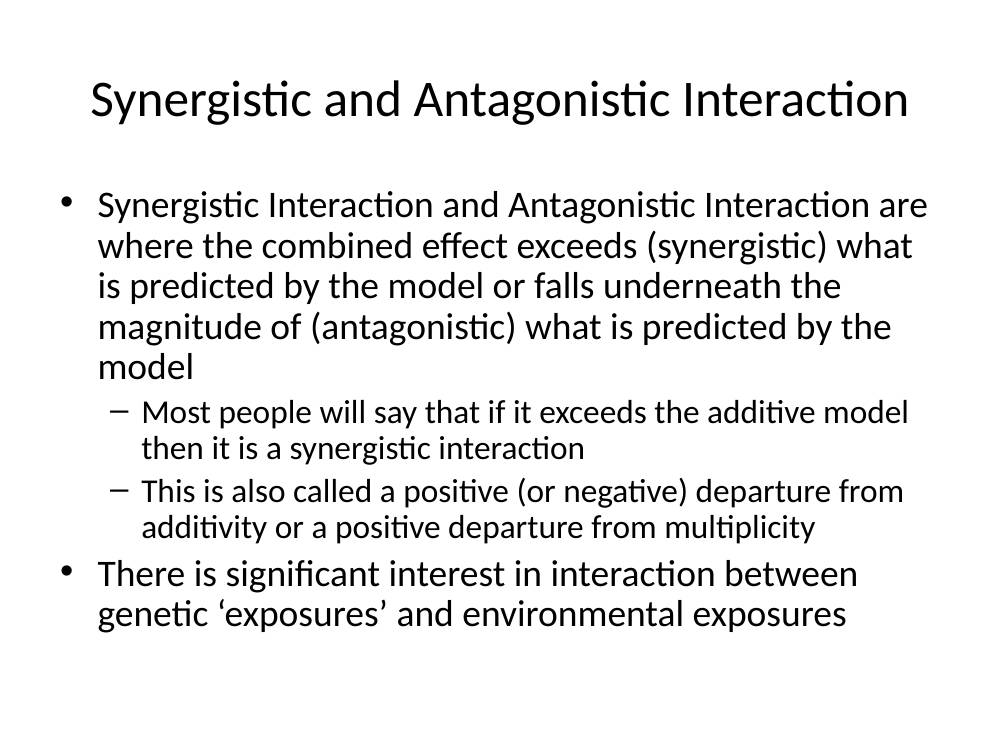 Synergistic and Antagonistic Interaction
• Synergistic Interaction and Antagonistic Interaction are
where the combined effect exceeds (synergistic) what
is predicted by the model or falls underneath the
magnitude of (antagonistic) what is predicted by the
model
– Most people will say that if it exceeds the additive model
then it is a synergistic interaction
– This is also called a positive (or negative) departure from
additivity or a positive departure from multiplicity
• There is significant interest in interaction between
genetic ‘exposures’ and environmental exposures